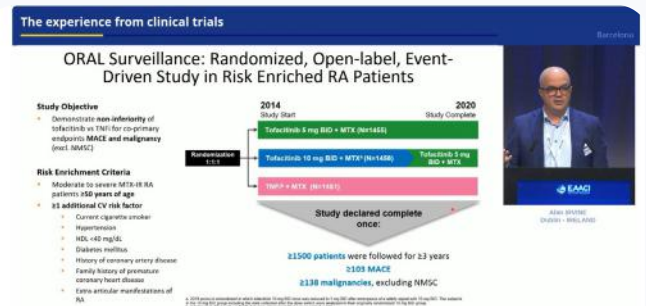 The experience from clinical trials
Barcelona
ORAL Surveillance: Randomized, Open-label, Event-
Driven Study in Risk Enriched RA Patients
Study Objective
Demonstrate non-inferiority of
tofacitinib vs TNFi for co-primary
endpoints MACE and malignancy
(excl. NMSC)
Risk Enrichment Criteria
Moderate to severe MTX-IR RA
patients ≥50 years of age
≥1 additional CV risk factor
Current cigarette smoker
Hypertension
HDL <40 mg/dL
Diabetes mellitus
History of coronary artery disease
Family history of premature
coronary heart disease
Extra articular manifestations of
RA
2014
Study Start
2020
Study Complete
Randomization
1:1:1
Tofacitinib 5 mg BID + MTX (N=1455)
Tofacitinib 10 mg BID + MTX (N=1456)
Tofacitinib 5 mg
BID + MTX
+ MTX
Study declared complete
once:
≥1500 patients were followed for ≥3 years
≥103 MACE
≥138 malignancies, excluding NMSC
EAACI
Alan IRVINE